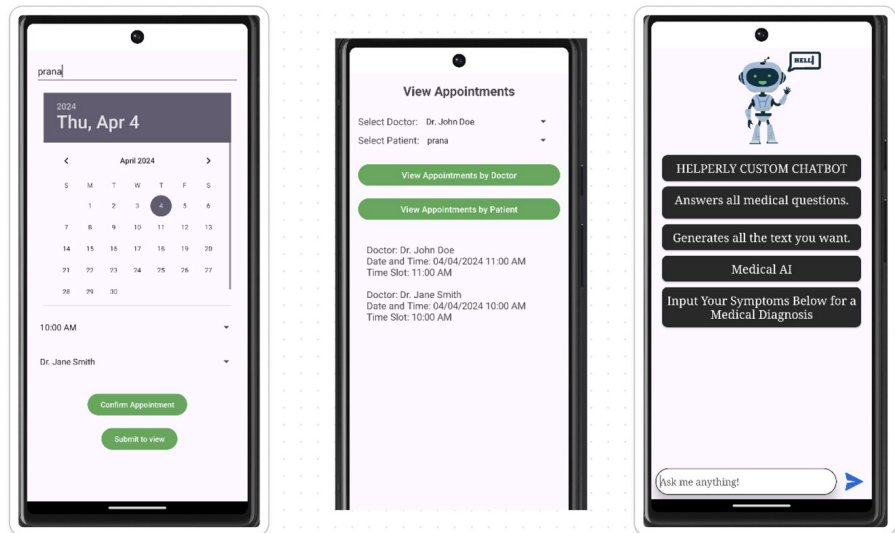 prana
2024
Thu, Apr 4
< April 2024 >
S M T W T F S
1 2 3 4 5 6
7 8 9 10 11 12 13
14 15 16 17 18 19 20
21 22 23 24 25 26 27
28 29 30
10:00 AM
Dr. Jane Smith
Confirm Appointment
Submit to view
View Appointments
Select Doctor: Dr. John Doe
Select Patient: prana
View Appointments by Doctor
View Appointments by Patient
Doctor: Dr. John Doe
Date and Time: 04/04/2024 11:00 AM
Time Slot: 11:00 AM
Doctor: Dr. Jane Smith
Date and Time: 04/04/2024 10:00 AM
Time Slot: 10:00 AM
HELPERLY CUSTOM CHATBOT
Answers all medical questions.
Generates all the text you want.
Medical AI
Input Your Symptoms Below for a
Medical Diagnosis
Ask me anything!